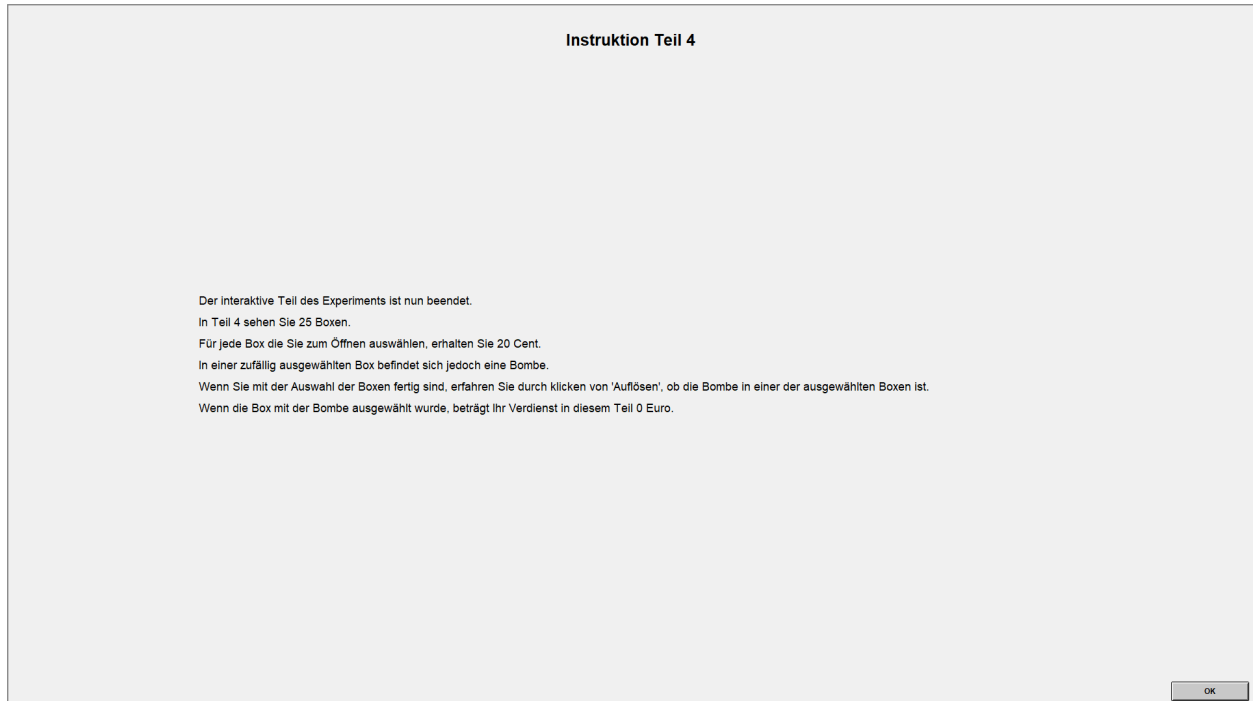 Instruktion Teil 4
Der interaktive Teil des Experiments ist nun beendet.
In Teil 4 sehen Sie 25 Boxen.
Für jede Box die Sie zum Öffnen auswählen, erhalten Sie 20 Cent.
In einer zufällig ausgewählten Box befindet sich jedoch eine Bombe.
Wenn Sie mit der Auswahl der Boxen fertig sind, erfahren Sie durch klicken von 'Auflösen', ob die Bombe in einer der ausgewählten Boxen ist.
Wenn die Box mit der Bombe ausgewählt wurde, beträgt Ihr Verdienst in diesem Teil 0 Euro.
OK